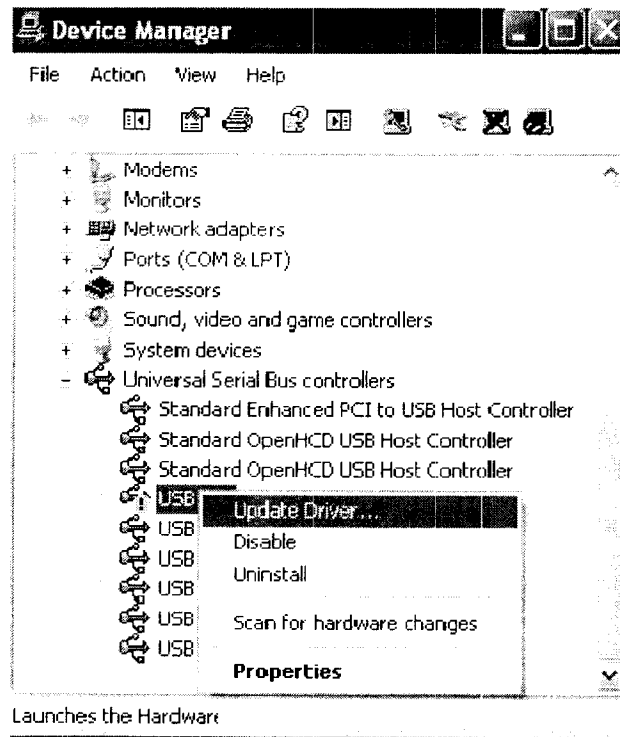 Device Manager
File Action View Help
Modems
Monitors
Network adapters
Ports (COM & LPT)
Processors
Sound, video and game controllers
System devices
Universal Serial Bus controllers
Standard Enhanced PCI to USB Host Controller
Standard OpenHCD USB Host Controller
Standard OpenHCD USB Host Controller
USB
Update Driver...
USB
Disable
USB
Uninstall
USB
USB
Scan for hardware changes
USB
Properties
Launches the Hardware